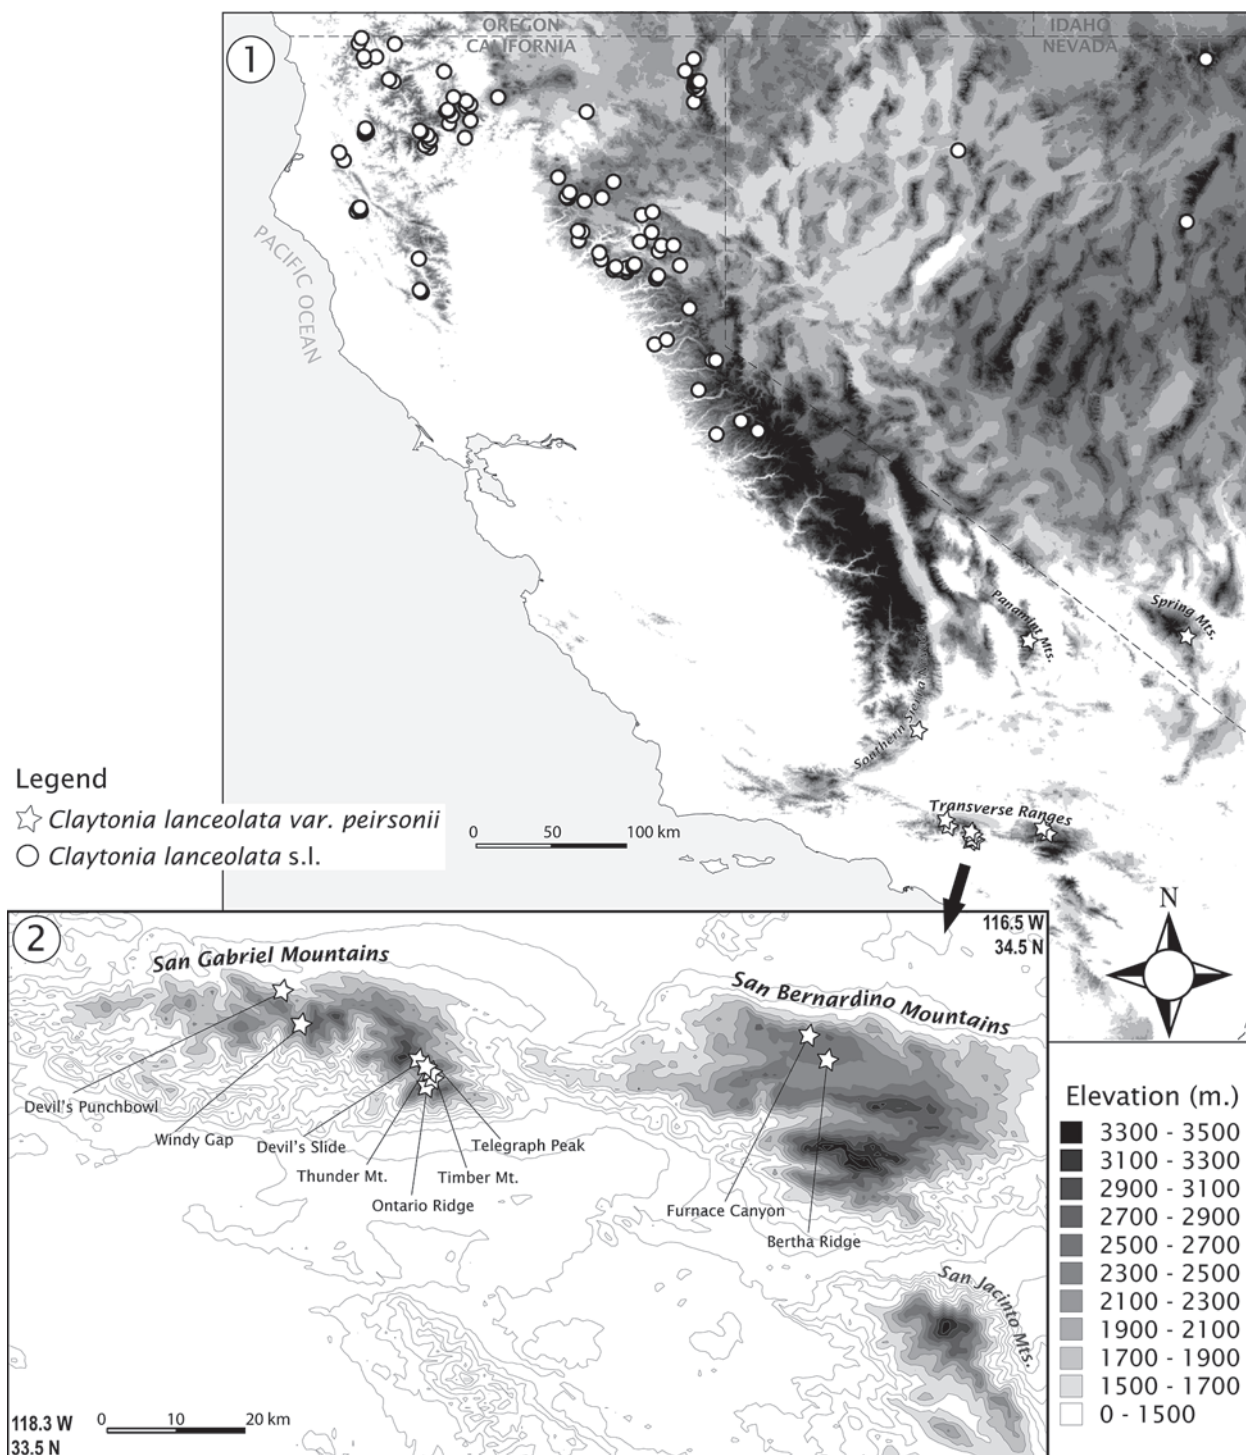 1
OREGON
CALIFORNIA
IDAHO
NEVADA
PACIFIC OCEAN
Panamint Mts.
Spring Mts.
Southern Sierra
Transverse Ranges
Legend
Claytonia lanceolata var. peirsonii
Claytonia lanceolata s.l.
0 50 100 km
N
2
116.5 W
34.5 N
San Gabriel Mountains
San Bernardino Mountains
Devil's Punchbowl
Windy Gap
Devil's Slide
Telegraph Peak
Thunder Mt.
Timber Mt.
Ontario Ridge
Furnace Canyon
Bertha Ridge
San Jacinto Mts.
118.3 W
33.5 N
0 10 20 km
Elevation (m.)
3300 - 3500
3100 - 3300
2900 - 3100
2700 - 2900
2500 - 2700
2300 - 2500
2100 - 2300
1900 - 2100
1700 - 1900
1500 - 1700
0 - 1500